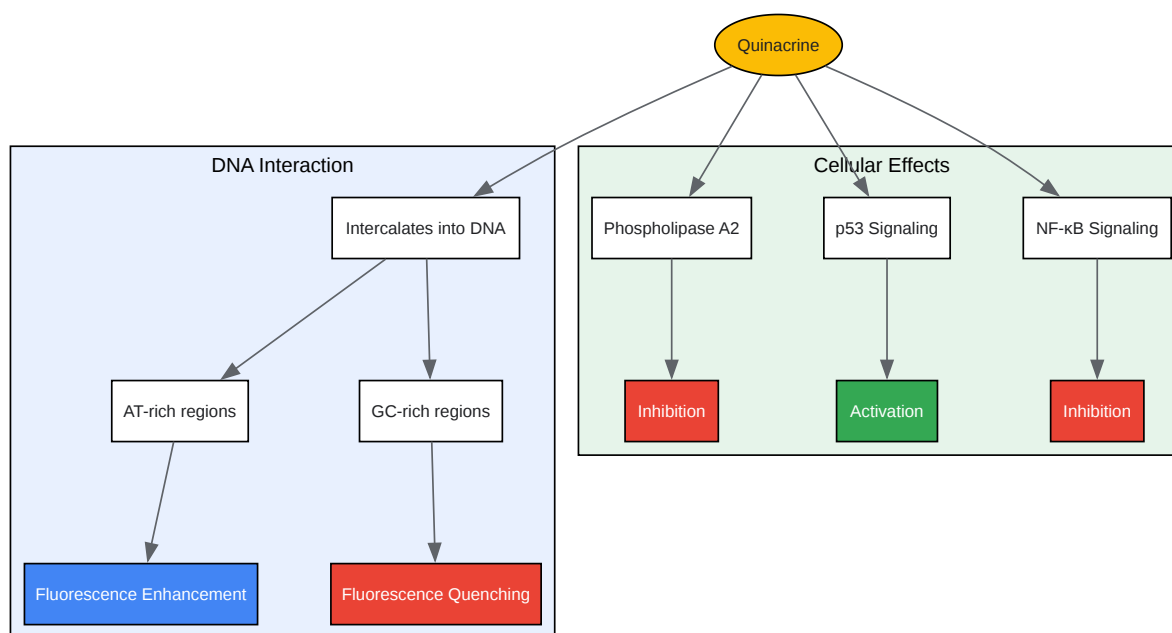 Quinacrine
DNA Interaction
Cellular Effects
Intercalates into DNA
Phospholipase A2
p53 Signaling
NF-κB Signaling
AT-rich regions
GC-rich regions
Inhibition
Activation
Inhibition
Fluorescence Enhancement
Fluorescence Quenching